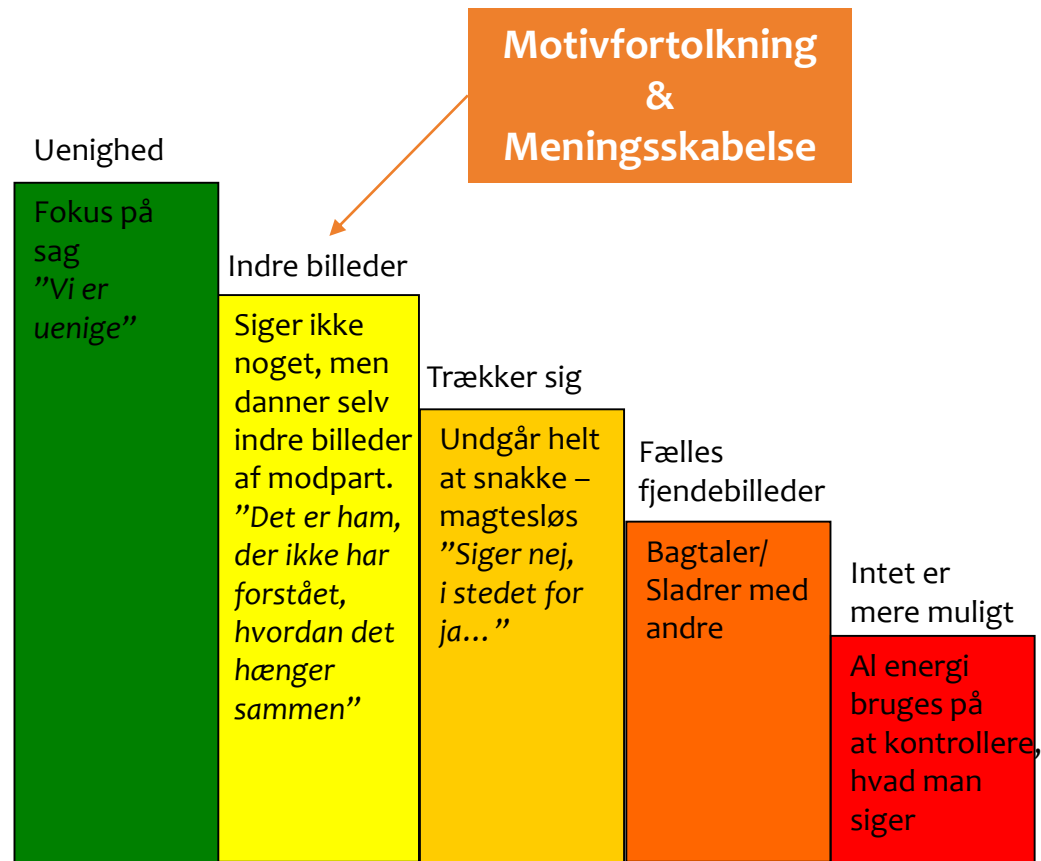 Motivfortolkning
&
Meningsskabelse
Uenighed
Fokus på
sag
”Vi er
uenige”
Indre billeder
Siger ikke
noget, men
danner selv
indre billeder
af modpart.
”Det er ham,
der ikke har
forstået,
hvordan det
hænger
sammen”
Trækker sig
Undgår helt
at snakke –
magtesløs
”Siger nej,
i stedet for
ja...”
Fælles
fjendebilleder
Bagtaler/
Sladrer med
andre
Intet er
mere muligt
Al energi
bruges på
at kontrollere,
hvad man
siger